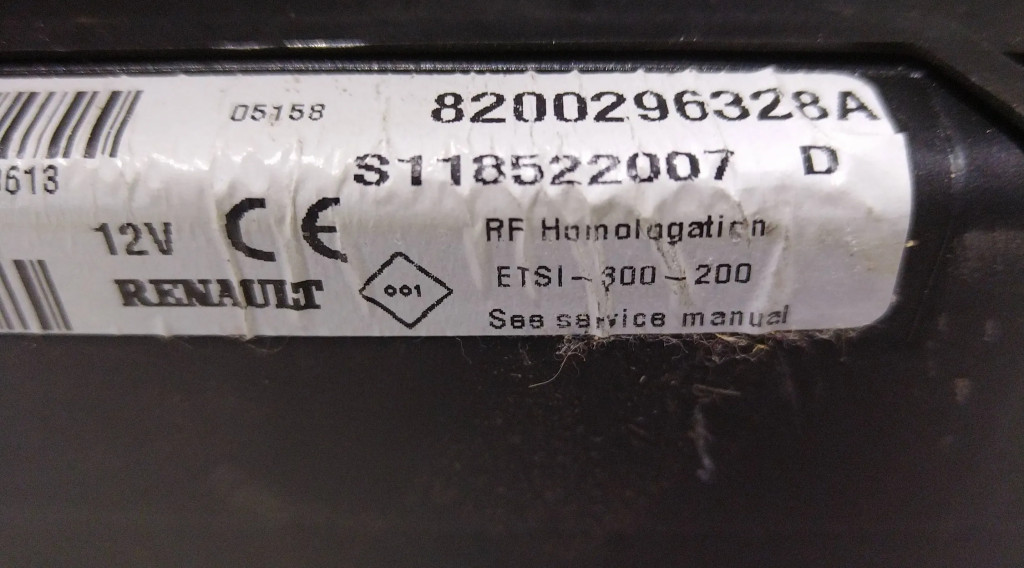 05158 8200296328A
S118522007 D
613
12V CE RF Homologation
RENAULT 001 ETSI-300-200
See service manual